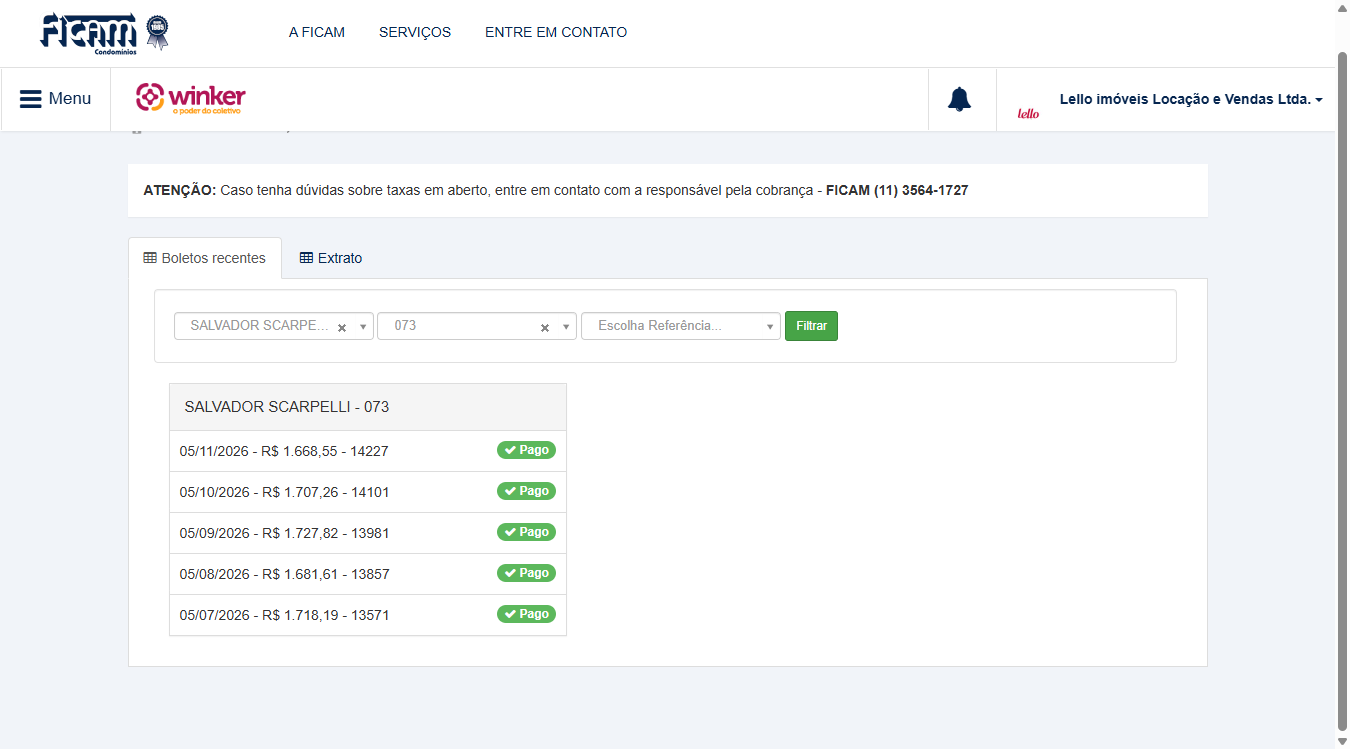 FICAM
Condomínios
1985
A FICAM
SERVIÇOS
ENTRE EM CONTATO
Menu
winker
o poder do coletivo
lello
Lello imóveis Locação e Vendas Ltda.
ATENÇÃO: Caso tenha dúvidas sobre taxas em aberto, entre em contato com a responsável pela cobrança - FICAM (11) 3564-1727
Boletos recentes
Extrato
SALVADOR SCARPE...
073
Escolha Referência...
Filtrar
SALVADOR SCARPELLI - 073
05/11/2026 - R$ 1.668,55 - 14227 Pago
05/10/2026 - R$ 1.707,26 - 14101 Pago
05/09/2026 - R$ 1.727,82 - 13981 Pago
05/08/2026 - R$ 1.681,61 - 13857 Pago
05/07/2026 - R$ 1.718,19 - 13571 Pago